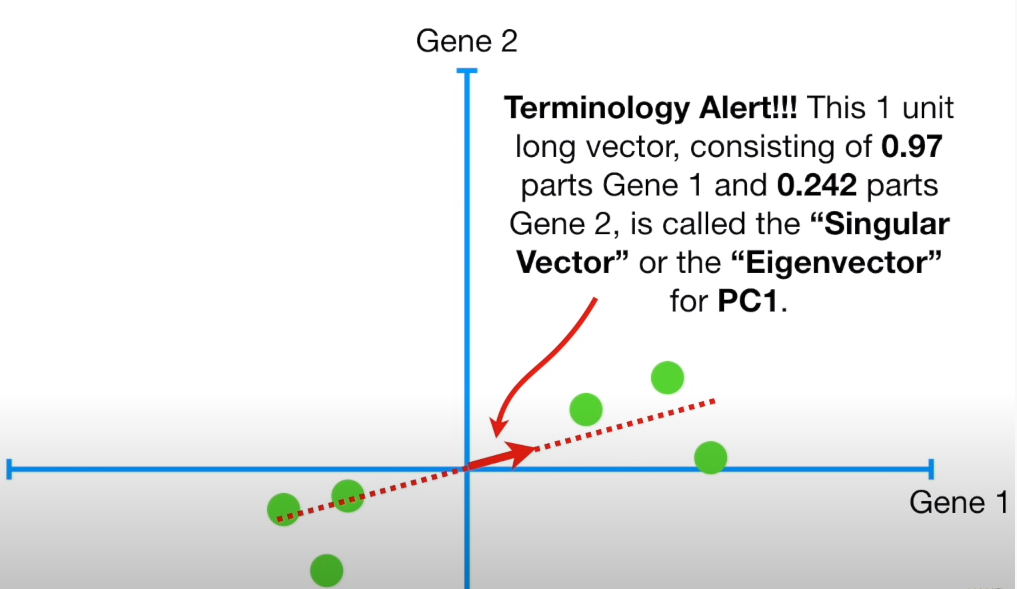 Gene 2
Terminology Alert!!! This 1 unit
long vector, consisting of 0.97
parts Gene 1 and 0.242 parts
Gene 2, is called the “Singular
Vector” or the “Eigenvector”
for PC1.
Gene 1